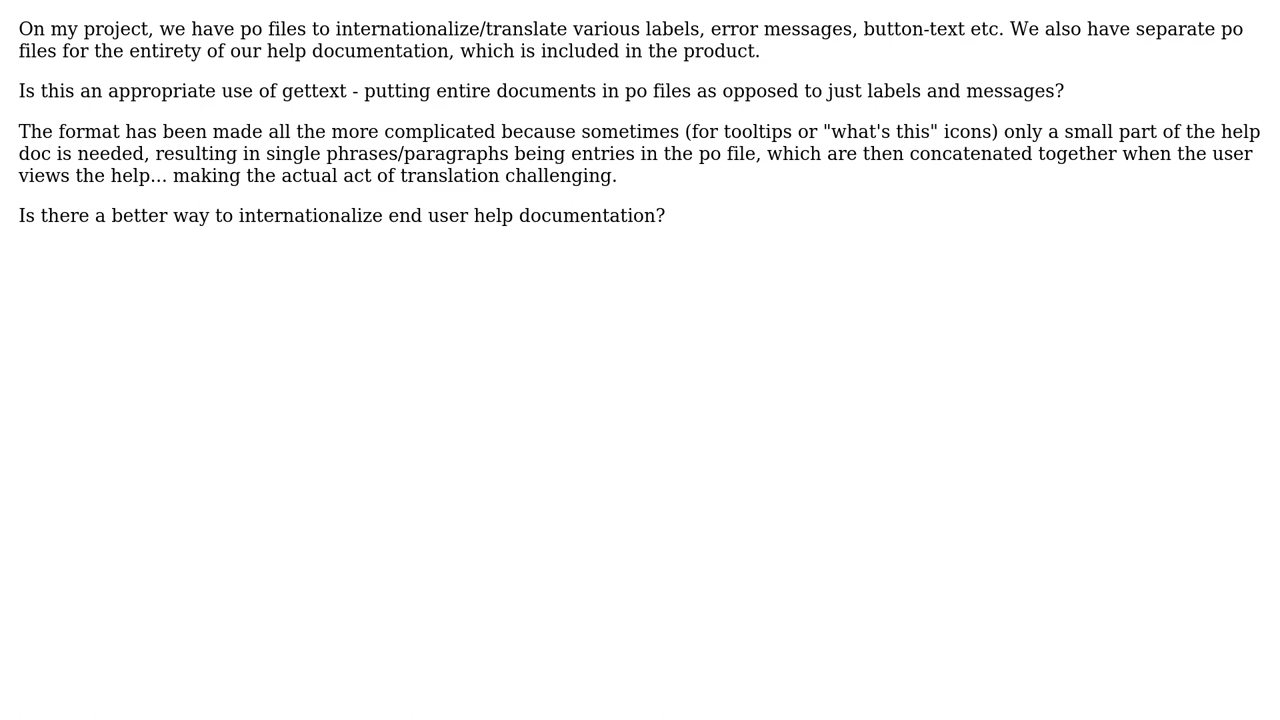 On my project, we have po files to internationalize/translate various labels, error messages, button-text etc. We also have separate po
files for the entirety of our help documentation, which is included in the product.
Is this an appropriate use of gettext - putting entire documents in po files as opposed to just labels and messages?
The format has been made all the more complicated because sometimes (for tooltips or "what's this" icons) only a small part of the help
doc is needed, resulting in single phrases/paragraphs being entries in the po file, which are then concatenated together when the user
views the help... making the actual act of translation challenging.
Is there a better way to internationalize end user help documentation?